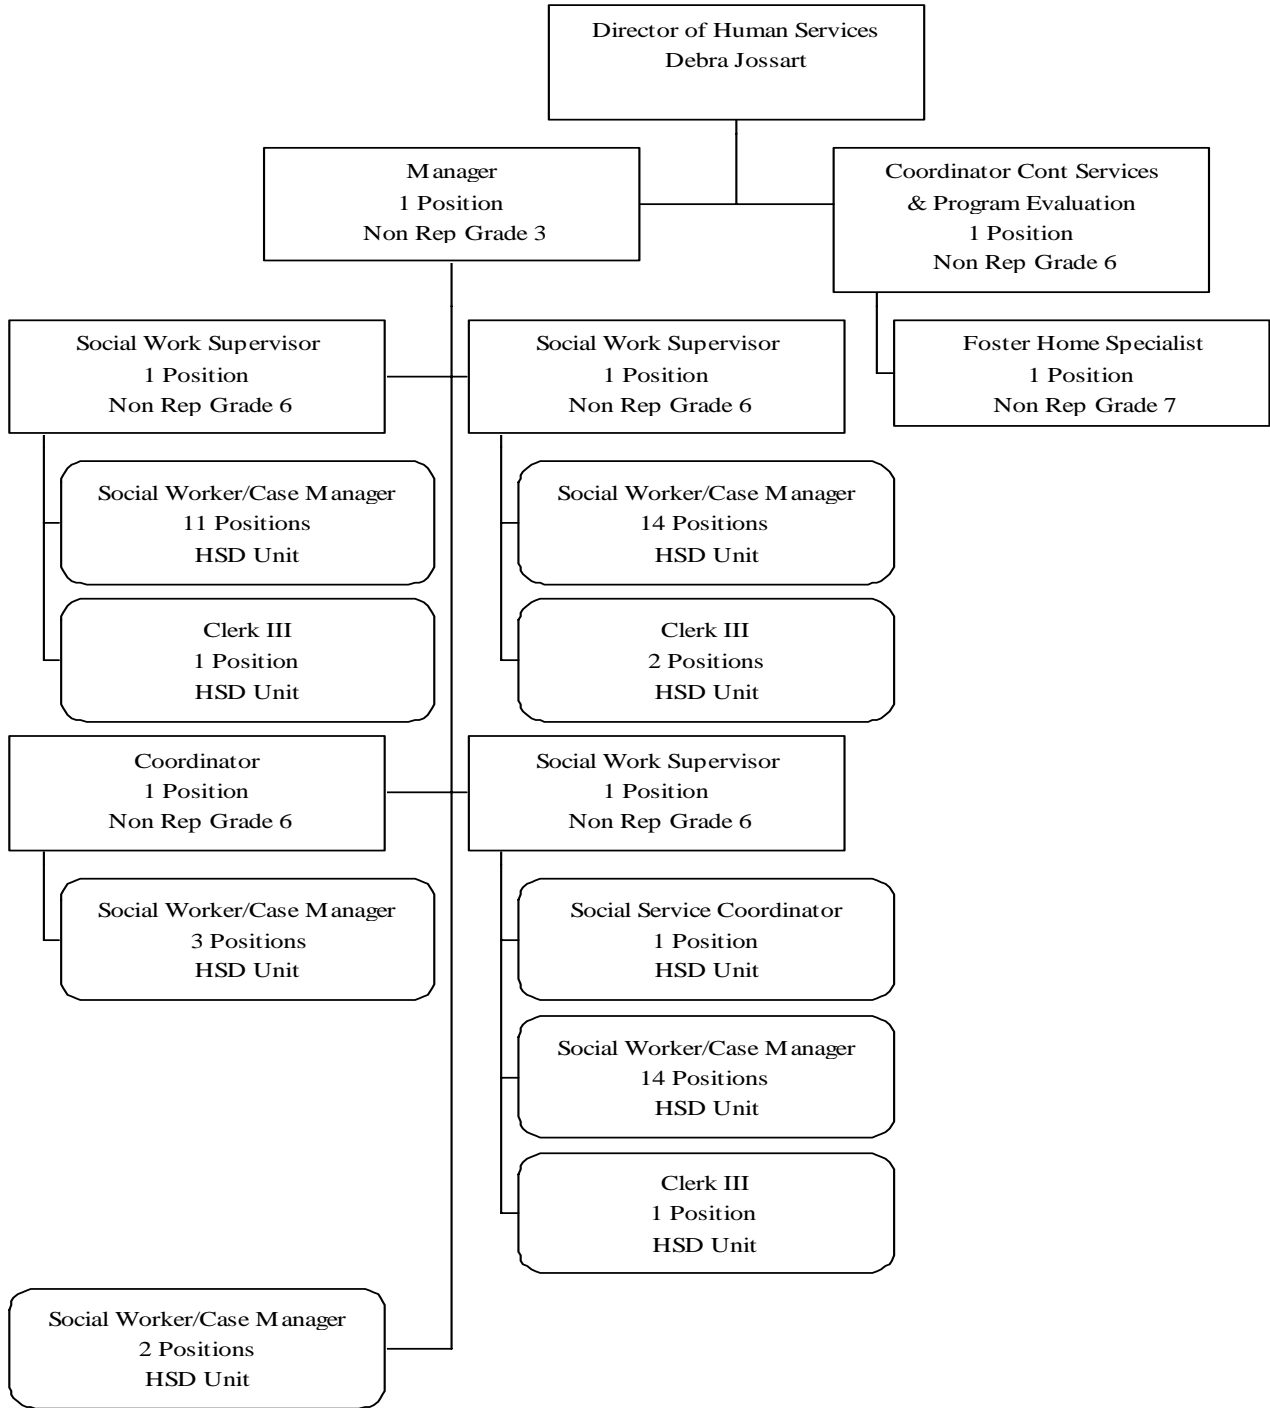 Director of Human Services
Debra Jossart
Manager
1 Position
Non Rep Grade 3
Coordinator Cont Services
& Program Evaluation
1 Position
Non Rep Grade 6
Social Work Supervisor
1 Position
Non Rep Grade 6
Social Work Supervisor
1 Position
Non Rep Grade 6
Foster Home Specialist
1 Position
Non Rep Grade 7
Social Worker/Case Manager
11 Positions
HSD Unit
Social Worker/Case Manager
14 Positions
HSD Unit
Clerk III
1 Position
HSD Unit
Clerk III
2 Positions
HSD Unit
Coordinator
1 Position
Non Rep Grade 6
Social Work Supervisor
1 Position
Non Rep Grade 6
Social Worker/Case Manager
3 Positions
HSD Unit
Social Service Coordinator
1 Position
HSD Unit
Social Worker/Case Manager
14 Positions
HSD Unit
Clerk III
1 Position
HSD Unit
Social Worker/Case Manager
2 Positions
HSD Unit